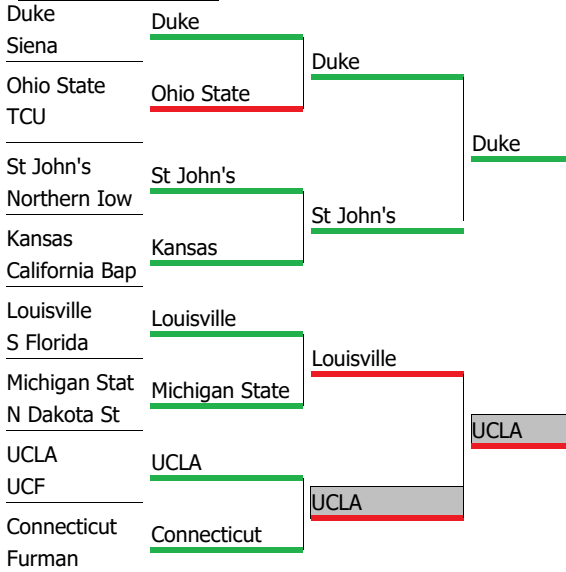 Duke
Siena
Ohio State
TCU
St John's
Northern Iow
Kansas
California Bap
Louisville
S Florida
Michigan Stat
N Dakota St
UCLA
UCF
Connecticut
Furman
Duke
Ohio State
St John's
Kansas
Louisville
Michigan State
UCLA
Connecticut
Duke
St John's
Louisville
UCLA
Duke
UCLA